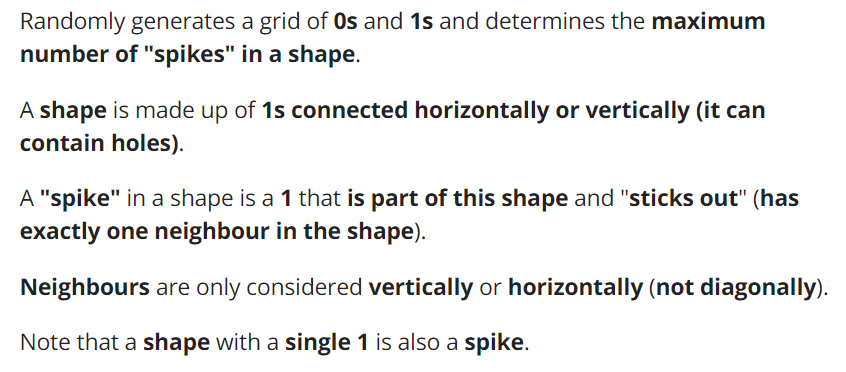 Randomly generates a grid of 0s and 1s and determines the maximum
number of "spikes" in a shape.
A shape is made up of 1s connected horizontally or vertically (it can
contain holes).
A "spike" in a shape is a 1 that is part of this shape and "sticks out" (has
exactly one neighbour in the shape).
Neighbours are only considered vertically or horizontally (not diagonally).
Note that a shape with a single 1 is also a spike.